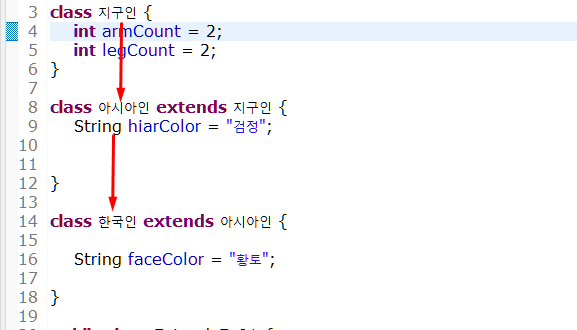 3 class 지구인 {
4 int armCount = 2;
5 int legCount = 2;
6 }
7
8 class 아시아인 extends 지구인 {
9 String hiarColor = "검정";
10
11
12 }
13
14 class 한국인 extends 아시아인 {
15
16 String faceColor = "황토";
17
18 }
19